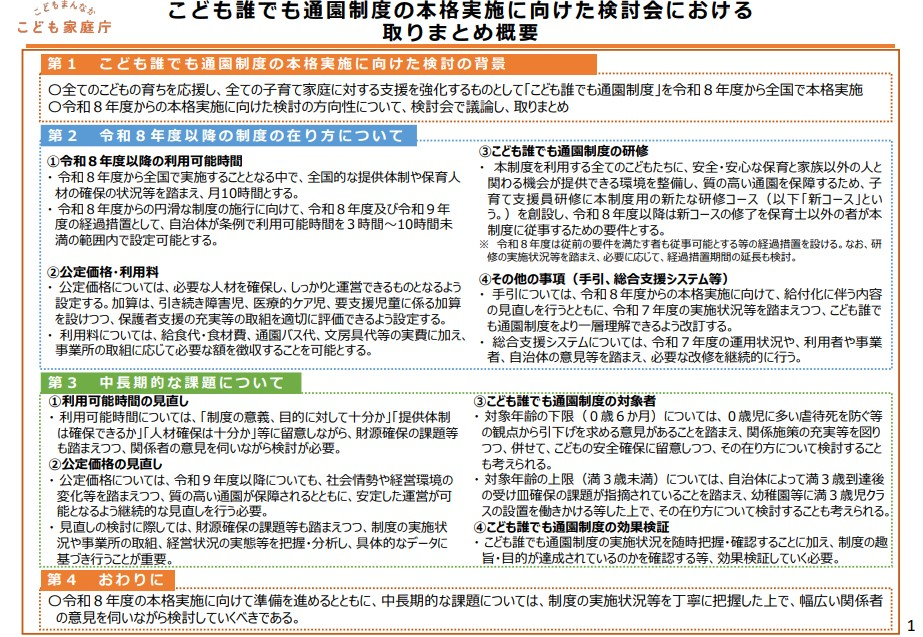 こどもまんなか
こども家庭庁
こども誰でも通園制度の本格実施に向けた検討会における
取りまとめ概要
第１　こども誰でも通園制度の本格実施に向けた検討の背景
〇全てのこどもの育ちを応援し、全ての子育て家庭に対する支援を強化するものとして「こども誰でも通園制度」を令和８年度から全国で本格実施
〇令和８年度からの本格実施に向けた検討の方向性について、検討会で議論し、取りまとめ
第２　令和８年度以降の制度の在り方について
①令和８年度以降の利用可能時間
・ 令和８年度から全国で実施することとなる中で、全国的な提供体制や保育人
材の確保の状況等を踏まえ、月10時間とする。
・ 令和８年度からの円滑な制度の施行に向けて、令和８年度及び令和９年
度の経過措置として、自治体が条例で利用可能時間を３時間～10時間未
満の範囲内で設定可能とする。
②公定価格・利用料
・ 公定価格については、必要な人材を確保し、しっかりと運営できるものとなるよう
設定する。加算は、引き続き障害児、医療的ケア児、要支援児童に係る加算
を設けつつ、保護者支援の充実等の取組を適切に評価できるよう設定する。
・ 利用料については、給食代・食材費、通園バス代、文房具代等の実費に加え、
事業所の取組に応じて必要な額を徴収することを可能とする。
③こども誰でも通園制度の研修
・ 本制度を利用する全てのこどもたちに、安全・安心な保育と家族以外の人と
関わる機会が提供できる環境を整備し、質の高い通園を保障するため、子
育て支援員研修に本制度用の新たな研修コース（以下「新コース」とい
う。）を創設し、令和８年度以降は新コースの修了を保育士以外の者が本
制度に従事するための要件とする。
※ 令和８年度は従前の要件を満たす者も従事可能とする等の経過措置を設ける。なお、研
修の実施状況等を踏まえ、必要に応じて、経過措置期間の延長も検討。
④その他の事項（手引、総合支援システム等）
・ 手引については、令和８年度からの本格実施に向けて、給付化に伴う内容
の見直しを行うとともに、令和７年度の実施状況等を踏まえつつ、こども誰で
も通園制度をより一層理解できるよう改訂する。
・ 総合支援システムについては、令和７年度の運用状況や、利用者や事業
者、自治体の意見等を踏まえ、必要な改修を継続的に行う。
第３　中長期的な課題について
①利用可能時間の見直し
・ 利用可能時間については、「制度の意義、目的に対して十分か」「提供体制
は確保できるか」「人材確保は十分か」等に留意しながら、財源確保の課題等
も踏まえつつ、関係者の意見を伺いながら検討が必要。
②公定価格の見直し
・ 公定価格については、令和９年度以降についても、社会情勢や経営環境の
変化等を踏まえつつ、質の高い通園が保障されるとともに、安定した運営が可
能となるよう継続的な見直しを行う必要。
・ 見直しの検討に際しては、財源確保の課題等も踏まえつつ、制度の実施状
況や事業所の取組、経営状況の実態等を把握・分析し、具体的なデータに
基づき行うことが重要。
③こども誰でも通園制度の対象者
・ 対象年齢の下限（０歳６か月）については、０歳児に多い虐待死を防ぐ等
の観点から引下げを求める意見があることを踏まえ、関係施策の充実等を図り
つつ、併せて、こどもの安全確保に留意しつつ、その在り方について検討すること
も考えられる。
・ 対象年齢の上限（満３歳未満）については、自治体によって満３歳到達後
の受け皿確保の課題が指摘されていることを踏まえ、幼稚園等に満３歳児クラ
スの設置を働きかける等した上で、その在り方について検討することも考えられる。
④こども誰でも通園制度の効果検証
・ こども誰でも通園制度の実施状況を随時把握・確認することに加え、制度の趣
旨・目的が達成されているのかを確認する等、効果検証していく必要。
第４　おわりに
〇令和８年度の本格実施に向けて準備を進めるとともに、中長期的な課題については、制度の実施状況等を丁寧に把握した上で、幅広い関係者
の意見を伺いながら検討していくべきである。
1